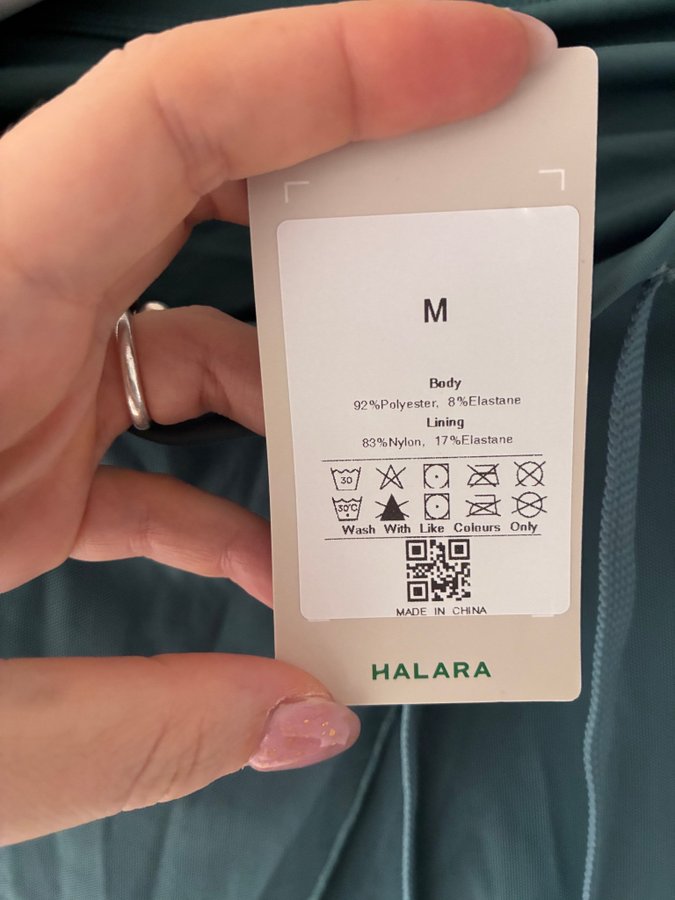 M
Body
92%Polyester, 8%Elastane
Lining
83%Nylon, 17%Elastane
30
30°C
Wash With Like Colours Only
MADE IN CHINA
HALARA